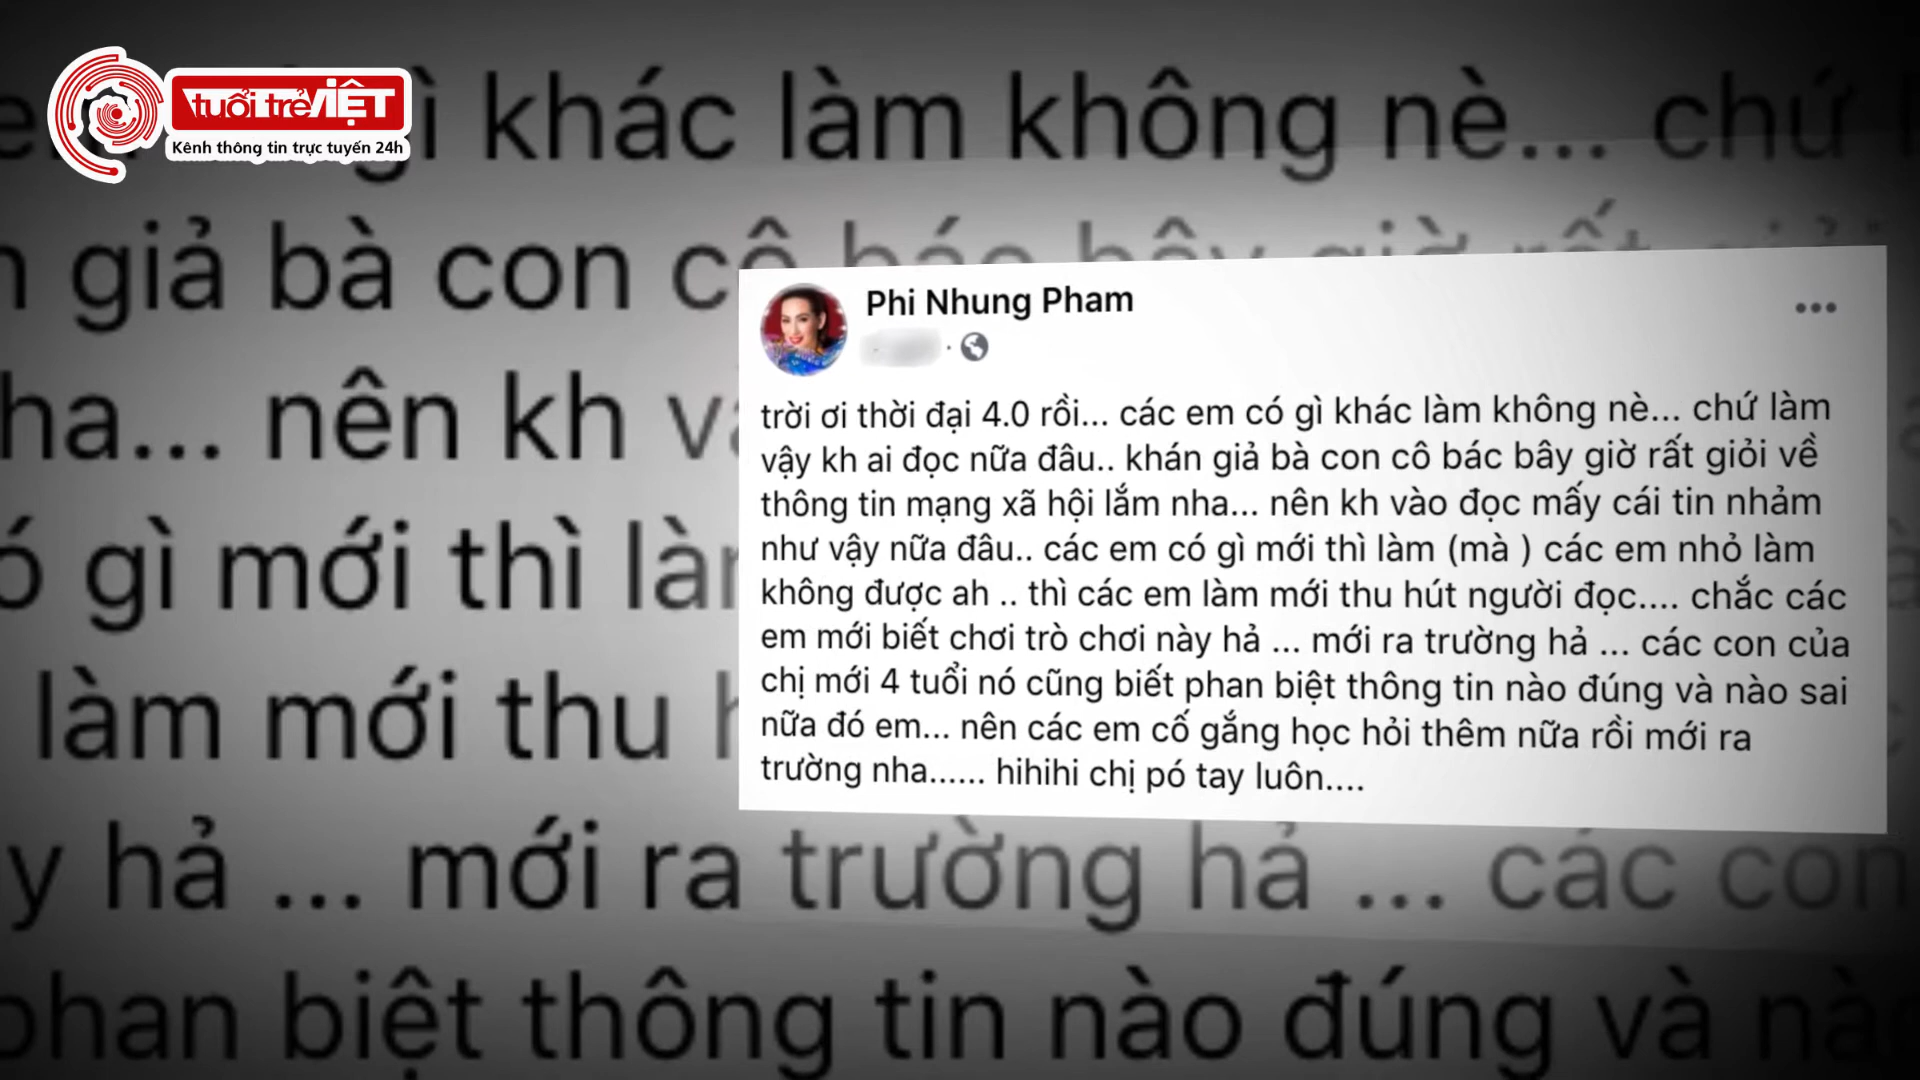 tuổi trẻ VIỆT
Kênh thông tin trực tuyến 24h
gì khác làm không nè... chứ
giả bà con cô bác bây giờ rất giỏi
ha... nên kh
gì mới thì làm
làm mới thu
hả ... mới ra trường hả ... các con
phan biệt thông tin nào đúng và
Phi Nhung Pham
trời ơi thời đại 4.0 rồi... các em có gì khác làm không nè... chứ làm
vậy kh ai đọc nữa đâu.. khán giả bà con cô bác bây giờ rất giỏi về
thông tin mạng xã hội lắm nha... nên kh vào đọc mấy cái tin nhảm
như vậy nữa đâu.. các em có gì mới thì làm (mà ) các em nhỏ làm
không được ah .. thì các em làm mới thu hút người đọc.... chắc các
em mới biết chơi trò chơi này hả ... mới ra trường hả ... các con của
chị mới 4 tuổi nó cũng biết phan biệt thông tin nào đúng và nào sai
nữa đó em... nên các em cố gắng học hỏi thêm nữa rồi mới ra
trường nha...... hihihi chị pó tay luôn....